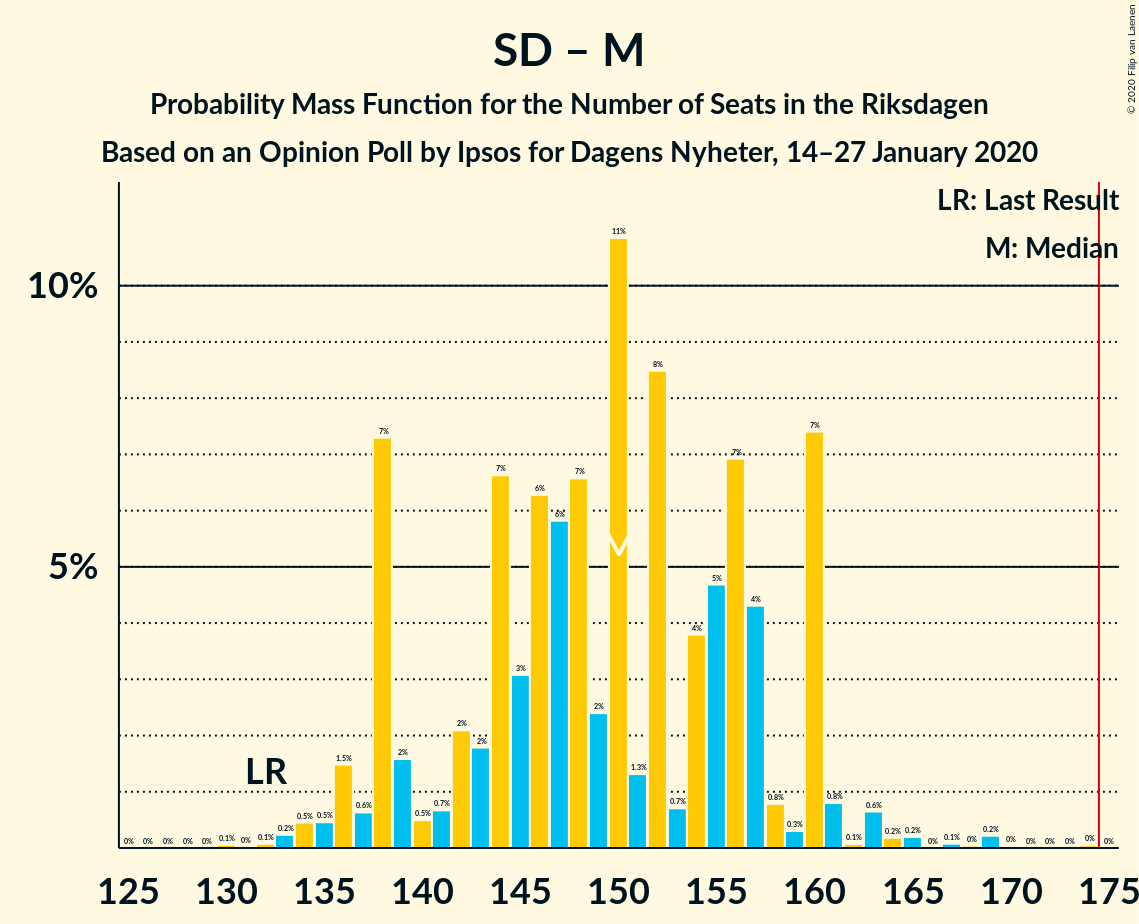 SD – M
Probability Mass Function for the Number of Seats in the Riksdagen
Based on an Opinion Poll by Ipsos for Dagens Nyheter, 14–27 January 2020
© 2020 Filip van Laenen
LR: Last Result
M: Median
10%
5%
LR
M
0% 0% 0% 0% 0% 0.1% 0% 0.1% 0.2% 0.5% 0.5% 1.5% 0.6% 7% 2% 0.5% 0.7% 2% 2% 7% 3% 6% 6% 7% 2% 11% 1.3% 8% 0.7% 4% 5% 7% 4% 0.8% 0.3% 7% 0.8% 0.1% 0.6% 0.2% 0.2% 0% 0.1% 0% 0.2% 0% 0% 0% 0% 0% 0%
125 130 135 140 145 150 155 160 165 170 175